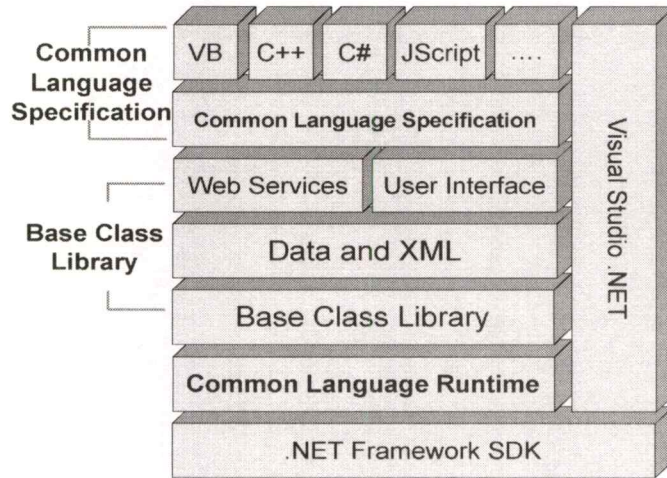 Common
Language
Specification
VB C++ C# JScript ....
Common Language Specification
Web Services User Interface
Base Class
Library
Data and XML
Base Class Library
Common Language Runtime
Visual Studio .NET
.NET Framework SDK